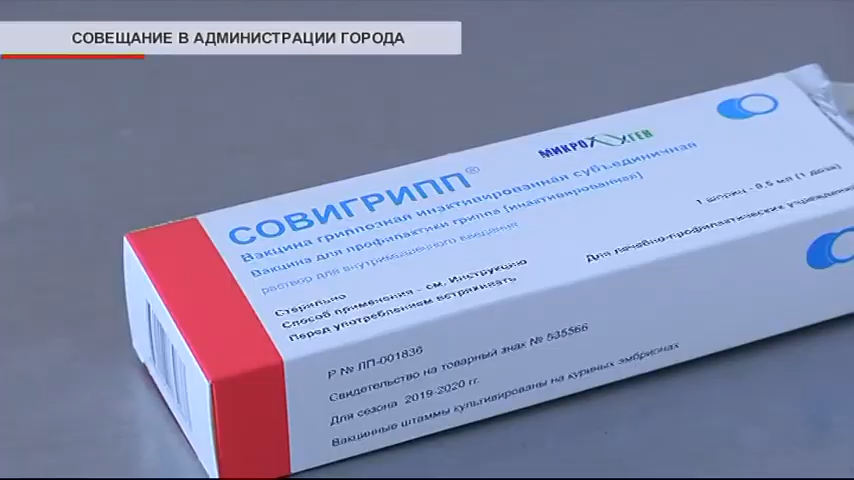 СОВЕЩАНИЕ В АДМИНИСТРАЦИИ ГОРОДА
МИКРОГЕН
СОВИГРИПП®
Вакцина гриппозная инактивированная субъединичная
Вакцина для профилактики гриппа [инактивированная]
раствор для внутримышечного введения
1 шприц - 0,5 мл (1 доза)
Для лечебно-профилактических учреждений
Стерильно
Способ применения - см. Инструкцию
Перед употреблением встряхивать
Р № ЛП-001836
Свидетельство на товарный знак № 535566
Для сезона 2019-2020 гг.
Вакцинные штаммы культивированы на куриных эмбрионах